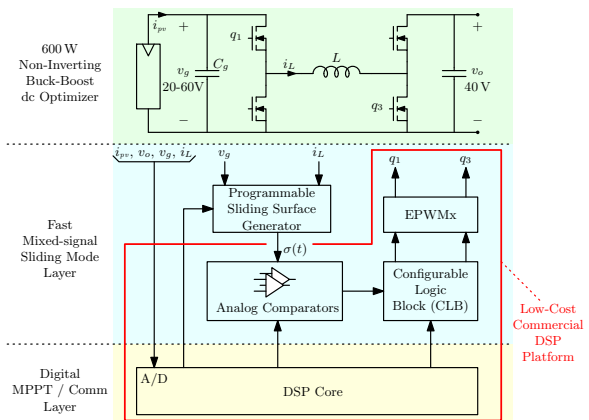 600 W
Non-Inverting
Buck-Boost
dc Optimizer
i_pv
+
v_g
20-60V
−
C_g
q_1
i_L
L
q_3
+
v_o
40 V
−
Fast
Mixed-signal
Sliding Mode
Layer
i_pv, v_o, v_g, i_L
v_g
i_L
q_1
q_3
Programmable
Sliding Surface
Generator
EPWMx
σ(t)
Analog Comparators
Configurable
Logic
Block (CLB)
Low-Cost
Commercial
DSP
Platform
Digital
MPPT / Comm
Layer
A/D
DSP Core